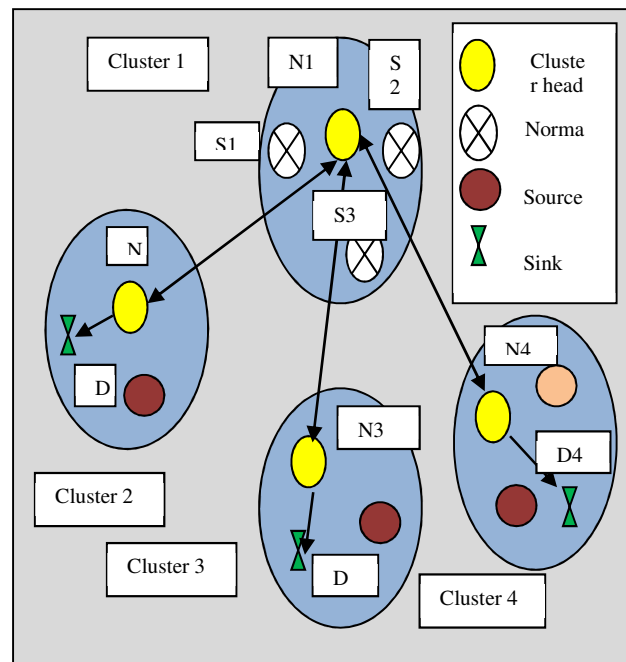 Cluster 1
N1
S
2
Cluste
r head
S1
Norma
S3
Source
N
Sink
N4
D
N3
D4
Cluster 2
Cluster 3
D
Cluster 4